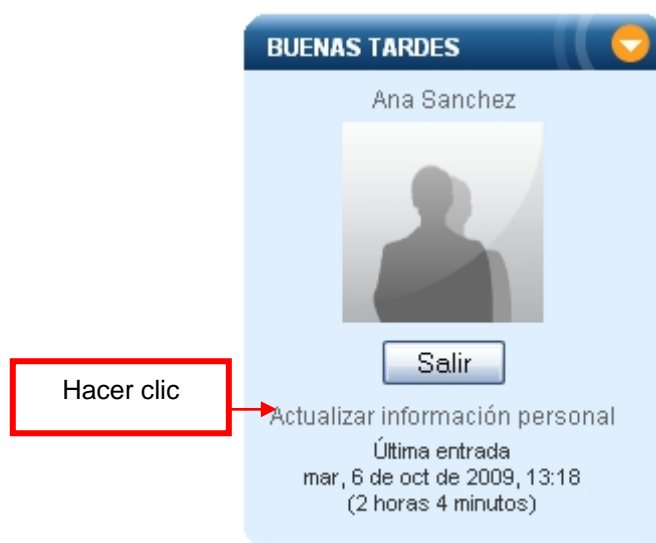 BUENAS TARDES
Ana Sanchez
Salir
Hacer clic
Actualizar información personal
Última entrada
mar, 6 de oct de 2009, 13:18
(2 horas 4 minutos)